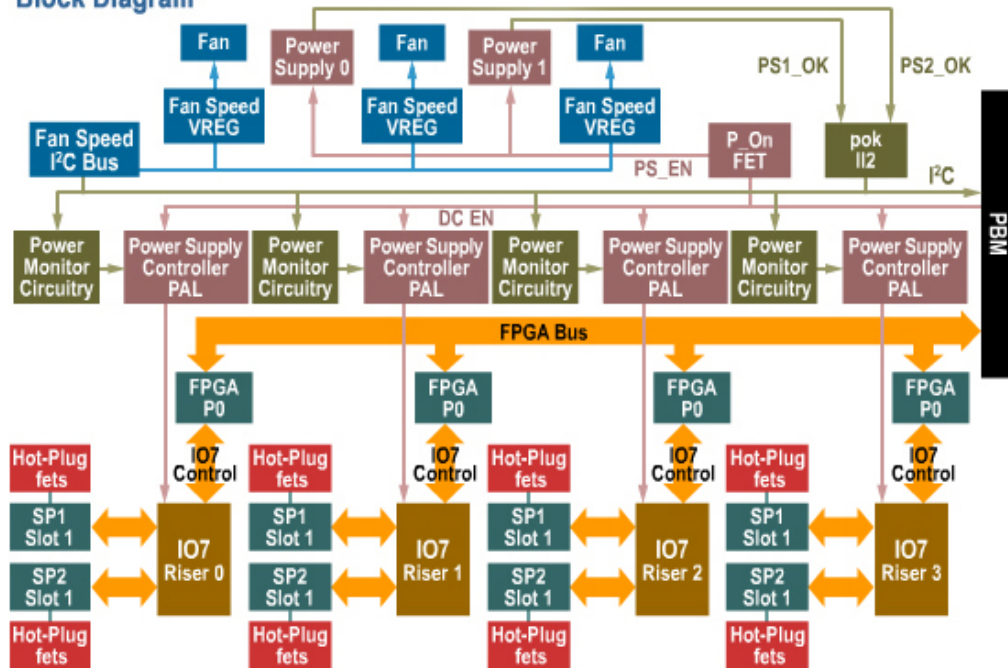 Block Diagram
Fan
Power
Supply 0
Fan
Power
Supply 1
Fan
PS1_OK
PS2_OK
Fan Speed
VREG
Fan Speed
VREG
Fan Speed
VREG
Fan Speed
I²C Bus
P_On
FET
pok
II2
PS_EN
I²C
PBM
DC EN
Power
Monitor
Circuitry
Power Supply
Controller
PAL
Power
Monitor
Circuitry
Power Supply
Controller
PAL
Power
Monitor
Circuitry
Power Supply
Controller
PAL
Power
Monitor
Circuitry
Power Supply
Controller
PAL
FPGA Bus
FPGA
P0
FPGA
P0
FPGA
P0
FPGA
P0
Hot-Plug
fets
IO7
Control
Hot-Plug
fets
IO7
Control
Hot-Plug
fets
IO7
Control
Hot-Plug
fets
IO7
Control
SP1
Slot 1
IO7
Riser 0
SP1
Slot 1
IO7
Riser 1
SP1
Slot 1
IO7
Riser 2
SP1
Slot 1
IO7
Riser 3
SP2
Slot 1
SP2
Slot 1
SP2
Slot 1
SP2
Slot 1
Hot-Plug
fets
Hot-Plug
fets
Hot-Plug
fets
Hot-Plug
fets